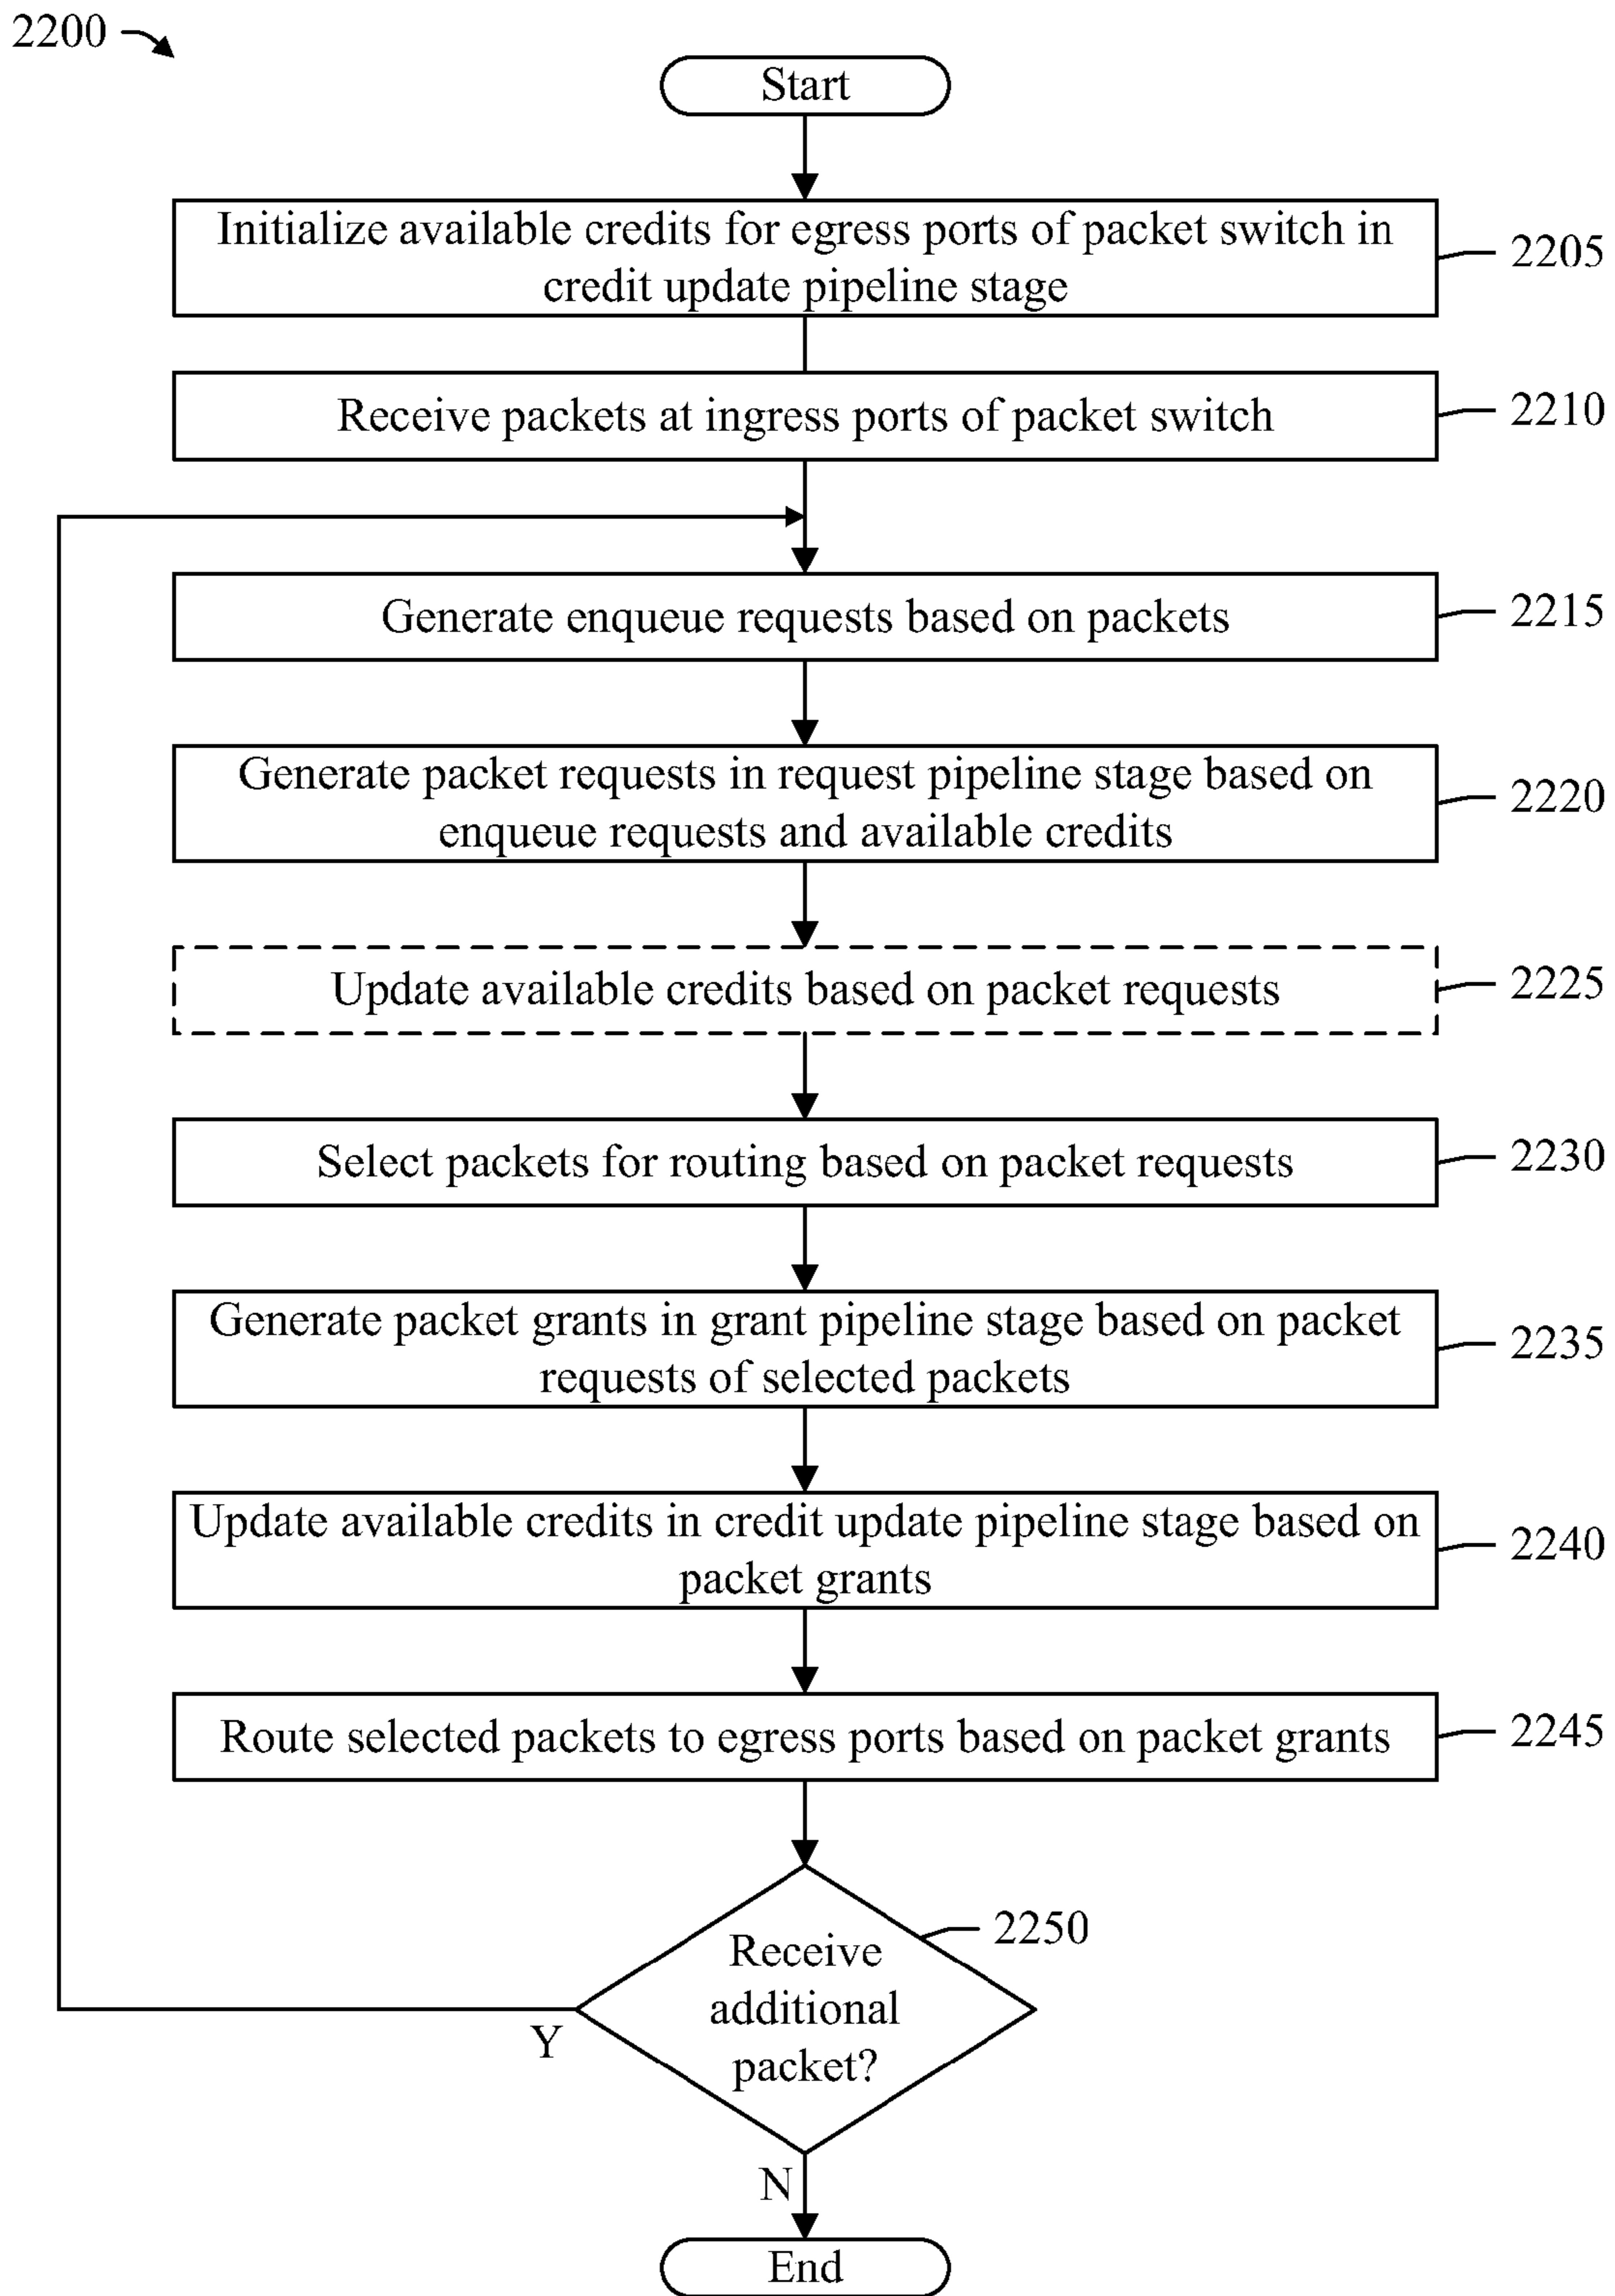 2200
Start
Initialize available credits for egress ports of packet switch in
credit update pipeline stage
2205
Receive packets at ingress ports of packet switch
2210
Generate enqueue requests based on packets
2215
Generate packet requests in request pipeline stage based on
enqueue requests and available credits
2220
Update available credits based on packet requests
2225
Select packets for routing based on packet requests
2230
Generate packet grants in grant pipeline stage based on packet
requests of selected packets
2235
Update available credits in credit update pipeline stage based on
packet grants
2240
Route selected packets to egress ports based on packet grants
2245
2250
Receive
additional
packet?
Y
N
End